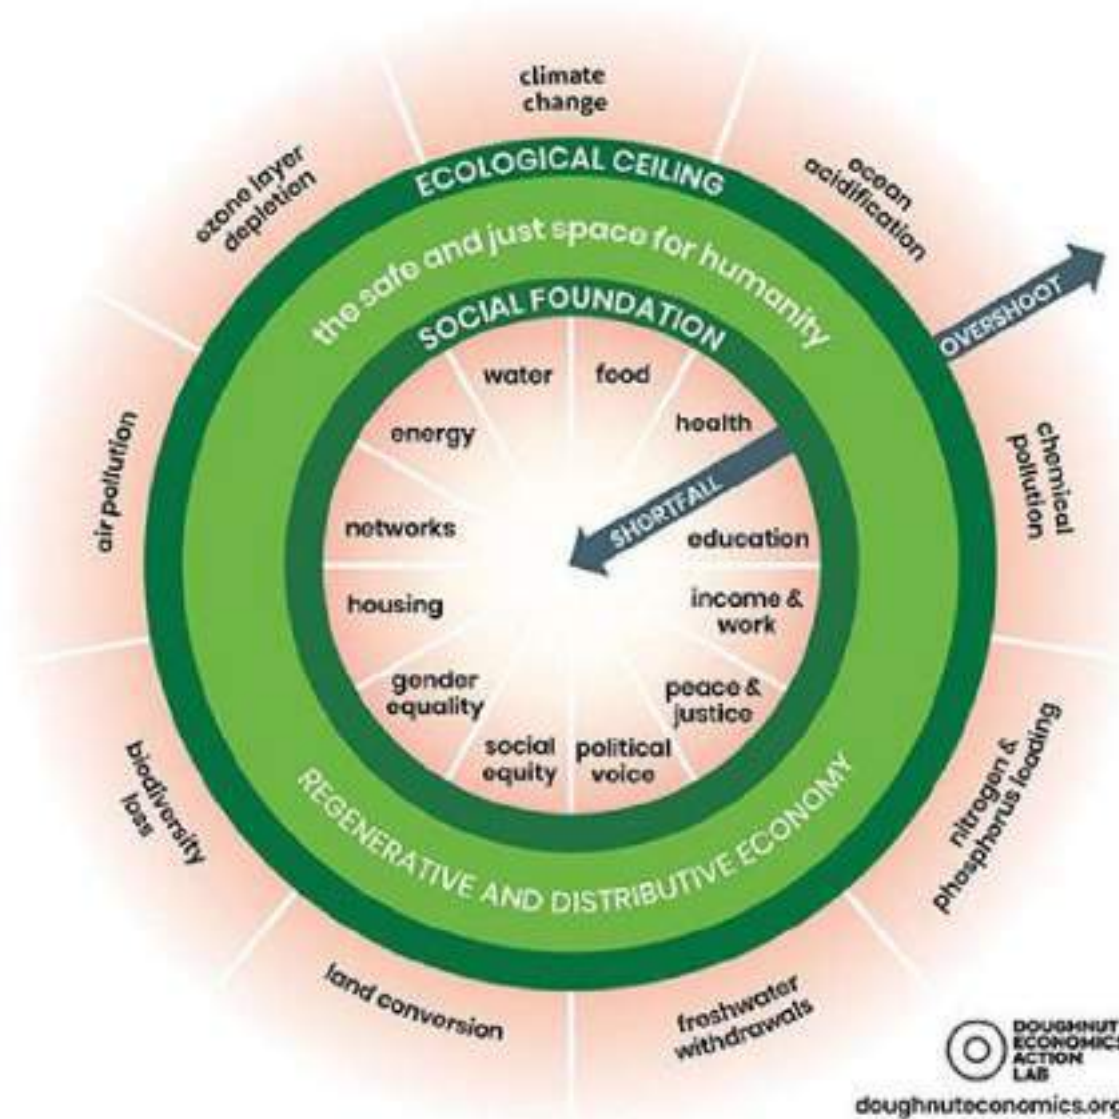 climate
change
ocean
acidification
OVERSHOOT
chemical
pollution
nitrogen &
phosphorus loading
freshwater
withdrawals
land conversion
biodiversity
loss
air pollution
ozone layer
depletion
ECOLOGICAL CEILING
the safe and just space for humanity
SOCIAL FOUNDATION
water
food
health
SHORTFALL
education
income &
work
peace &
justice
political
voice
social
equity
gender
equality
housing
networks
energy
REGENERATIVE AND DISTRIBUTIVE ECONOMY
DOUGHNUT
ECONOMICS
ACTION
LAB
doughnuteconomics.org